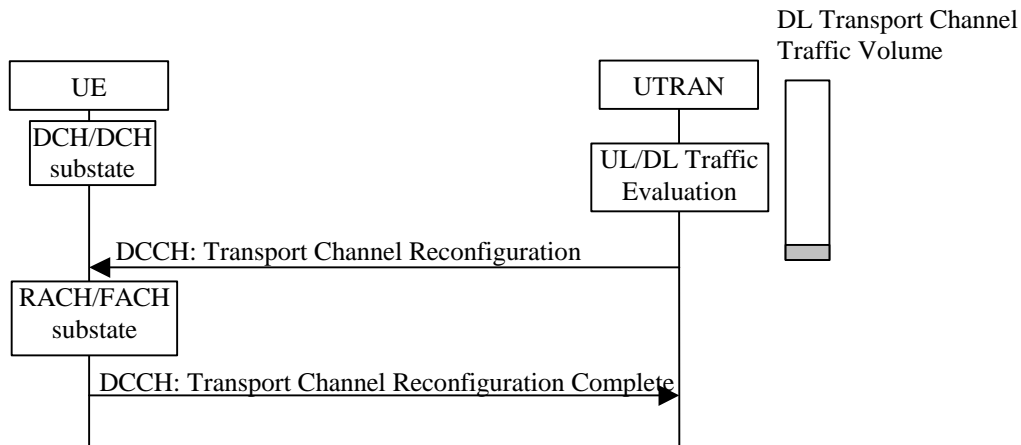 DL Transport Channel
Traffic Volume
UE
UTRAN
DCH/DCH
substate
UL/DL Traffic
Evaluation
DCCH: Transport Channel Reconfiguration
RACH/FACH
substate
DCCH: Transport Channel Reconfiguration Complete